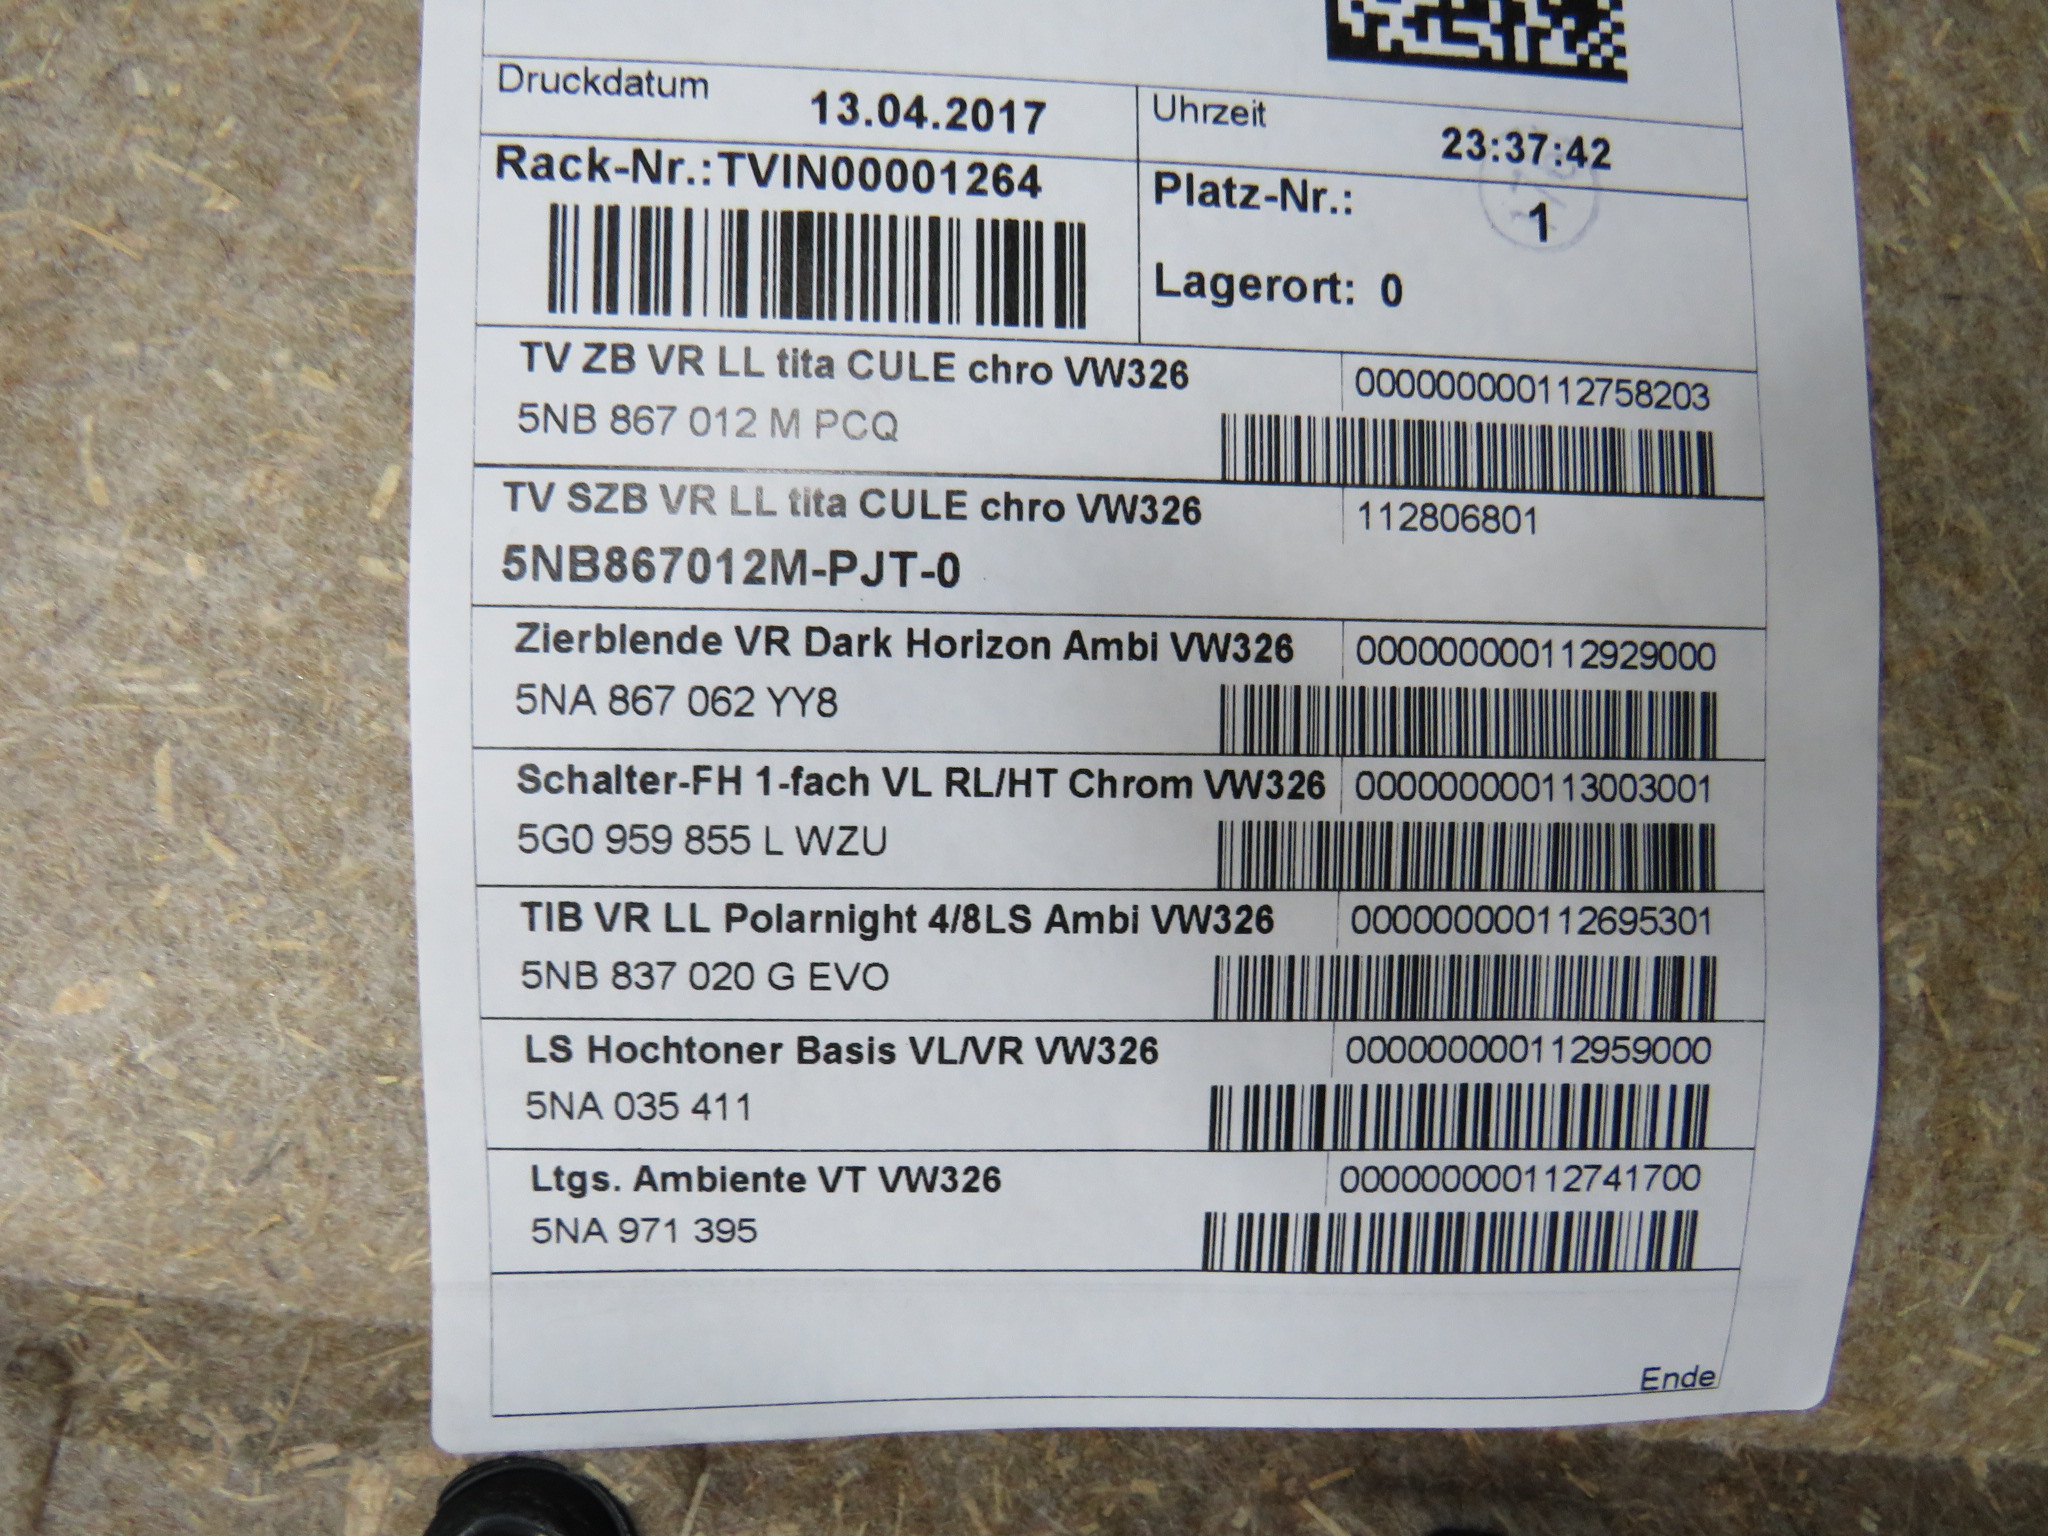 Druckdatum 13.04.2017 Uhrzeit 23:37:42
Rack-Nr.:TVIN00001264 Platz-Nr.: 1
Lagerort: 0
TV ZB VR LL tita CULE chro VW326 000000000112758203
5NB 867 012 M PCQ
TV SZB VR LL tita CULE chro VW326 112806801
5NB867012M-PJT-0
Zierblende VR Dark Horizon Ambi VW326 000000000112929000
5NA 867 062 YY8
Schalter-FH 1-fach VL RL/HT Chrom VW326 000000000113003001
5G0 959 855 L WZU
TIB VR LL Polarnight 4/8LS Ambi VW326 000000000112695301
5NB 837 020 G EVO
LS Hochtoner Basis VL/VR VW326 000000000112959000
5NA 035 411
Ltgs. Ambiente VT VW326 000000000112741700
5NA 971 395
Ende